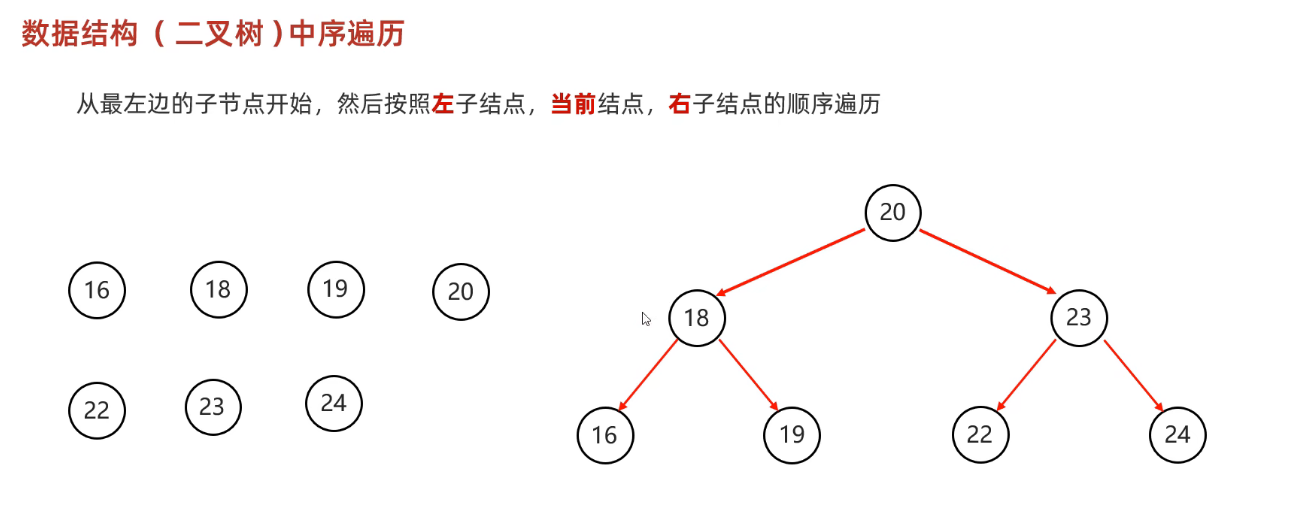 数据结构（二叉树）中序遍历
从最左边的子节点开始，然后按照左子结点，当前结点，右子结点的顺序遍历
16 18 19 20
22 23 24
20
18 23
16 19 22 24